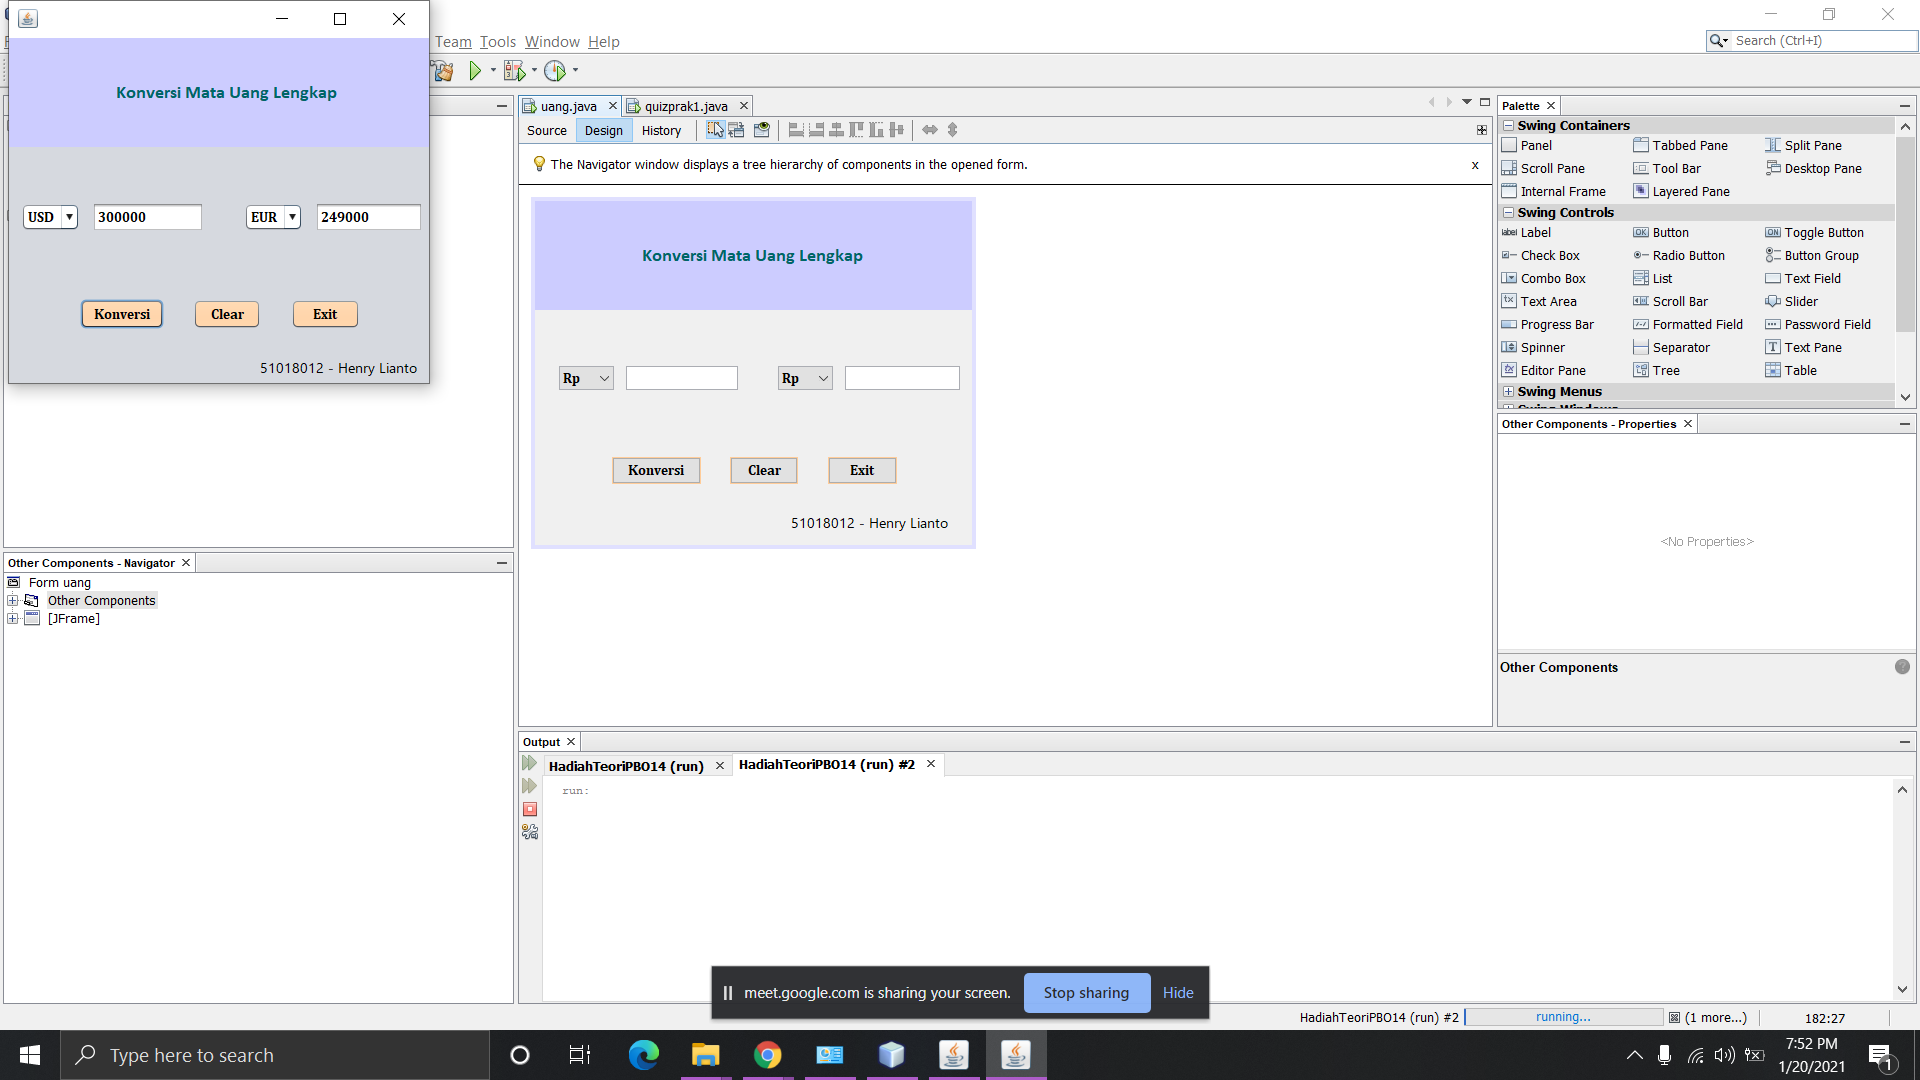 Team Tools Window Help
Search (Ctrl+I)
Konversi Mata Uang Lengkap
USD 300000 EUR 249000
Konversi Clear Exit
51018012 - Henry Lianto
uang.java quizprak1.java
Source Design History
The Navigator window displays a tree hierarchy of components in the opened form. x
Konversi Mata Uang Lengkap
Rp Rp
Konversi Clear Exit
51018012 - Henry Lianto
Palette
Swing Containers
Panel Tabbed Pane Split Pane
Scroll Pane Tool Bar Desktop Pane
Internal Frame Layered Pane
Swing Controls
label Label OK Button ON Toggle Button
Check Box Radio Button Button Group
Combo Box List Text Field
Text Area Scroll Bar Slider
Progress Bar Formatted Field Password Field
Spinner Separator Text Pane
Editor Pane Tree Table
Swing Menus
Swing Windows
Other Components - Properties
<No Properties>
Other Components
Other Components - Navigator
Form uang
Other Components
[JFrame]
Output
HadiahTeoriPBO14 (run) HadiahTeoriPBO14 (run) #2
run:
meet.google.com is sharing your screen. Stop sharing Hide
HadiahTeoriPBO14 (run) #2 running... (1 more...) 182:27
Type here to search
7:52 PM
1/20/2021
1